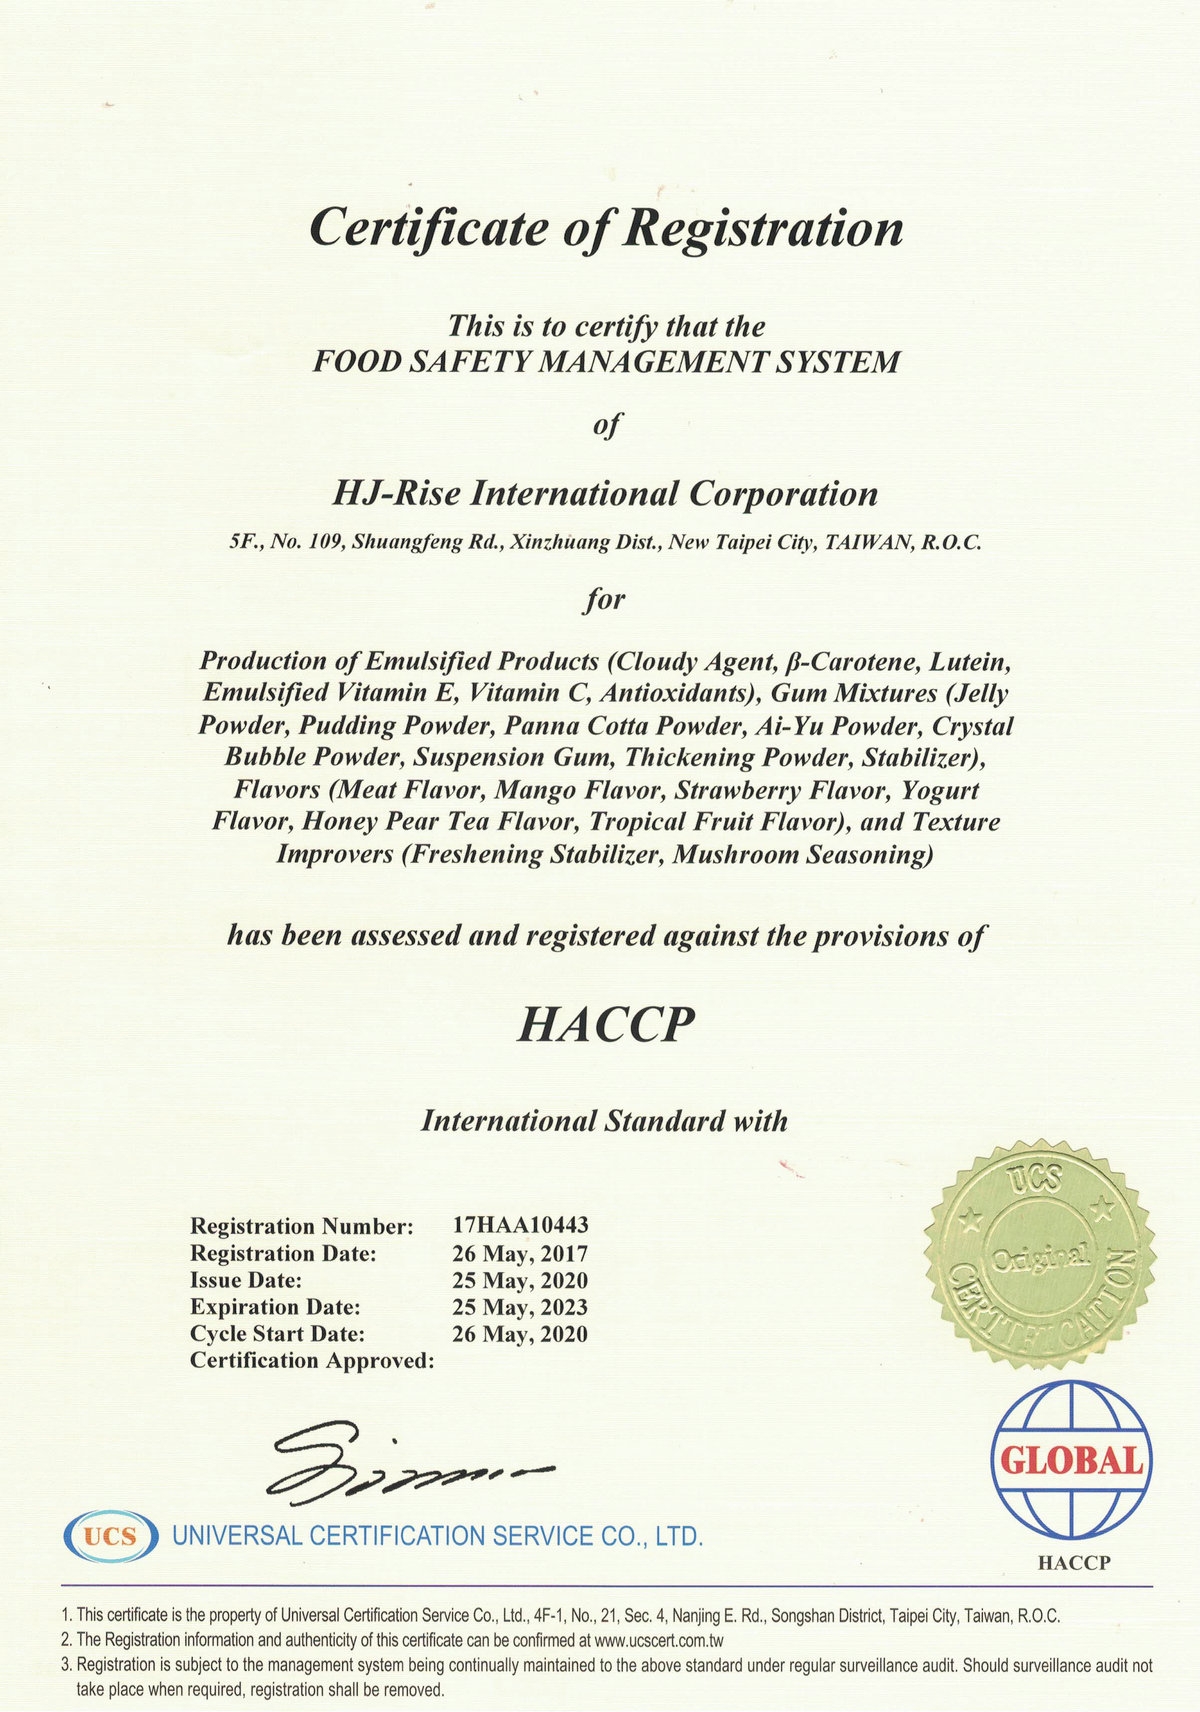 Certificate of Registration
This is to certify that the
FOOD SAFETY MANAGEMENT SYSTEM
of
HJ-Rise International Corporation
5F., No. 109, Shuangfeng Rd., Xinzhuang Dist., New Taipei City, TAIWAN, R.O.C.
for
Production of Emulsified Products (Cloudy Agent, β-Carotene, Lutein,
Emulsified Vitamin E, Vitamin C, Antioxidants), Gum Mixtures (Jelly
Powder, Pudding Powder, Panna Cotta Powder, Ai-Yu Powder, Crystal
Bubble Powder, Suspension Gum, Thickening Powder, Stabilizer),
Flavors (Meat Flavor, Mango Flavor, Strawberry Flavor, Yogurt
Flavor, Honey Pear Tea Flavor, Tropical Fruit Flavor), and Texture
Improvers (Freshening Stabilizer, Mushroom Seasoning)
has been assessed and registered against the provisions of
HACCP
International Standard with
Registration Number: 17HAA10443
Registration Date: 26 May, 2017
Issue Date: 25 May, 2020
Expiration Date: 25 May, 2023
Cycle Start Date: 26 May, 2020
Certification Approved:
UCS
Original
CERTIFICATION
GLOBAL
HACCP
UCS UNIVERSAL CERTIFICATION SERVICE CO., LTD.
1. This certificate is the property of Universal Certification Service Co., Ltd., 4F-1, No., 21, Sec. 4, Nanjing E. Rd., Songshan District, Taipei City, Taiwan, R.O.C.
2. The Registration information and authenticity of this certificate can be confirmed at www.ucscert.com.tw
3. Registration is subject to the management system being continually maintained to the above standard under regular surveillance audit. Should surveillance audit not
take place when required, registration shall be removed.